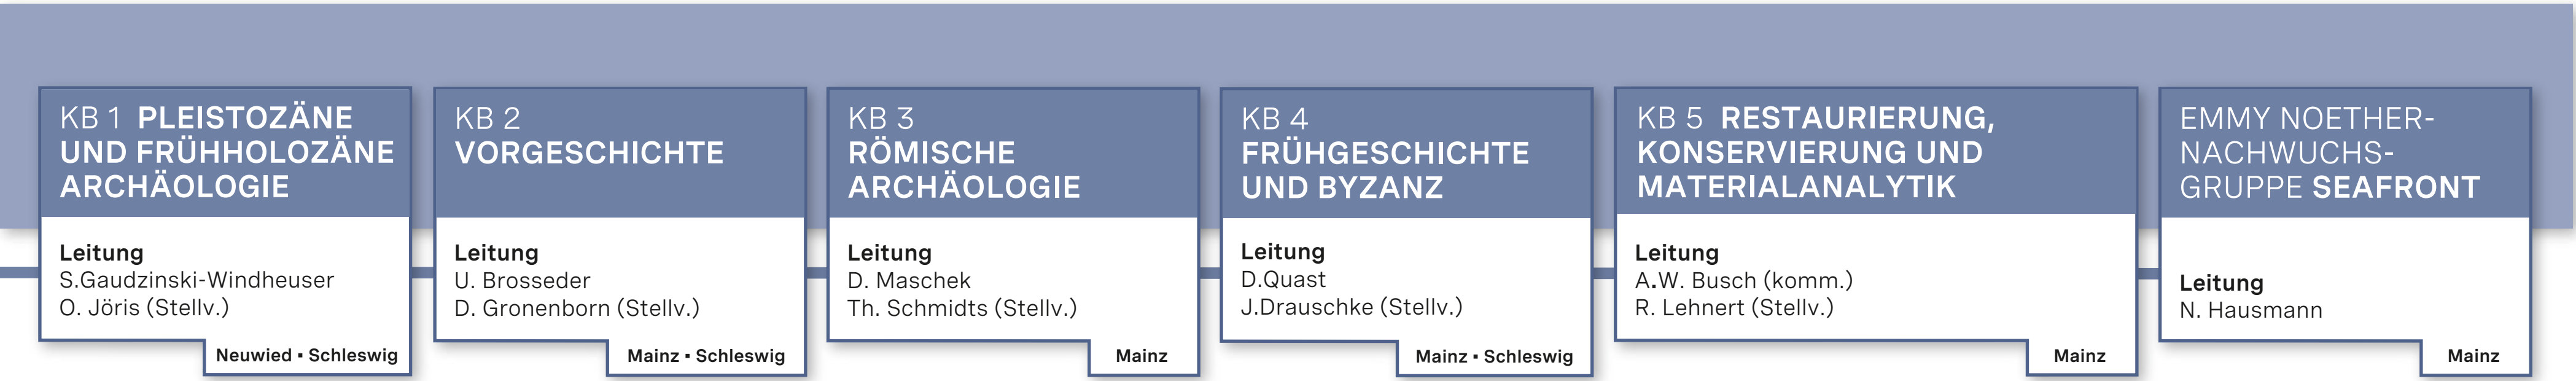 KB 1 PLEISTOZÄNE
UND FRÜHHOLOZÄNE
ARCHÄOLOGIE
Leitung
S.Gaudzinski-Windheuser
O. Jöris (Stellv.)
Neuwied ▪ Schleswig
KB 2
VORGESCHICHTE
Leitung
U. Brosseder
D. Gronenborn (Stellv.)
Mainz ▪ Schleswig
KB 3
RÖMISCHE
ARCHÄOLOGIE
Leitung
D. Maschek
Th. Schmidts (Stellv.)
Mainz
KB 4
FRÜHGESCHICHTE
UND BYZANZ
Leitung
D.Quast
J.Drauschke (Stellv.)
Mainz ▪ Schleswig
KB 5 RESTAURIERUNG,
KONSERVIERUNG UND
MATERIALANALYTIK
Leitung
A.W. Busch (komm.)
R. Lehnert (Stellv.)
Mainz
EMMY NOETHER-
NACHWUCHS-
GRUPPE SEAFRONT
Leitung
N. Hausmann
Mainz